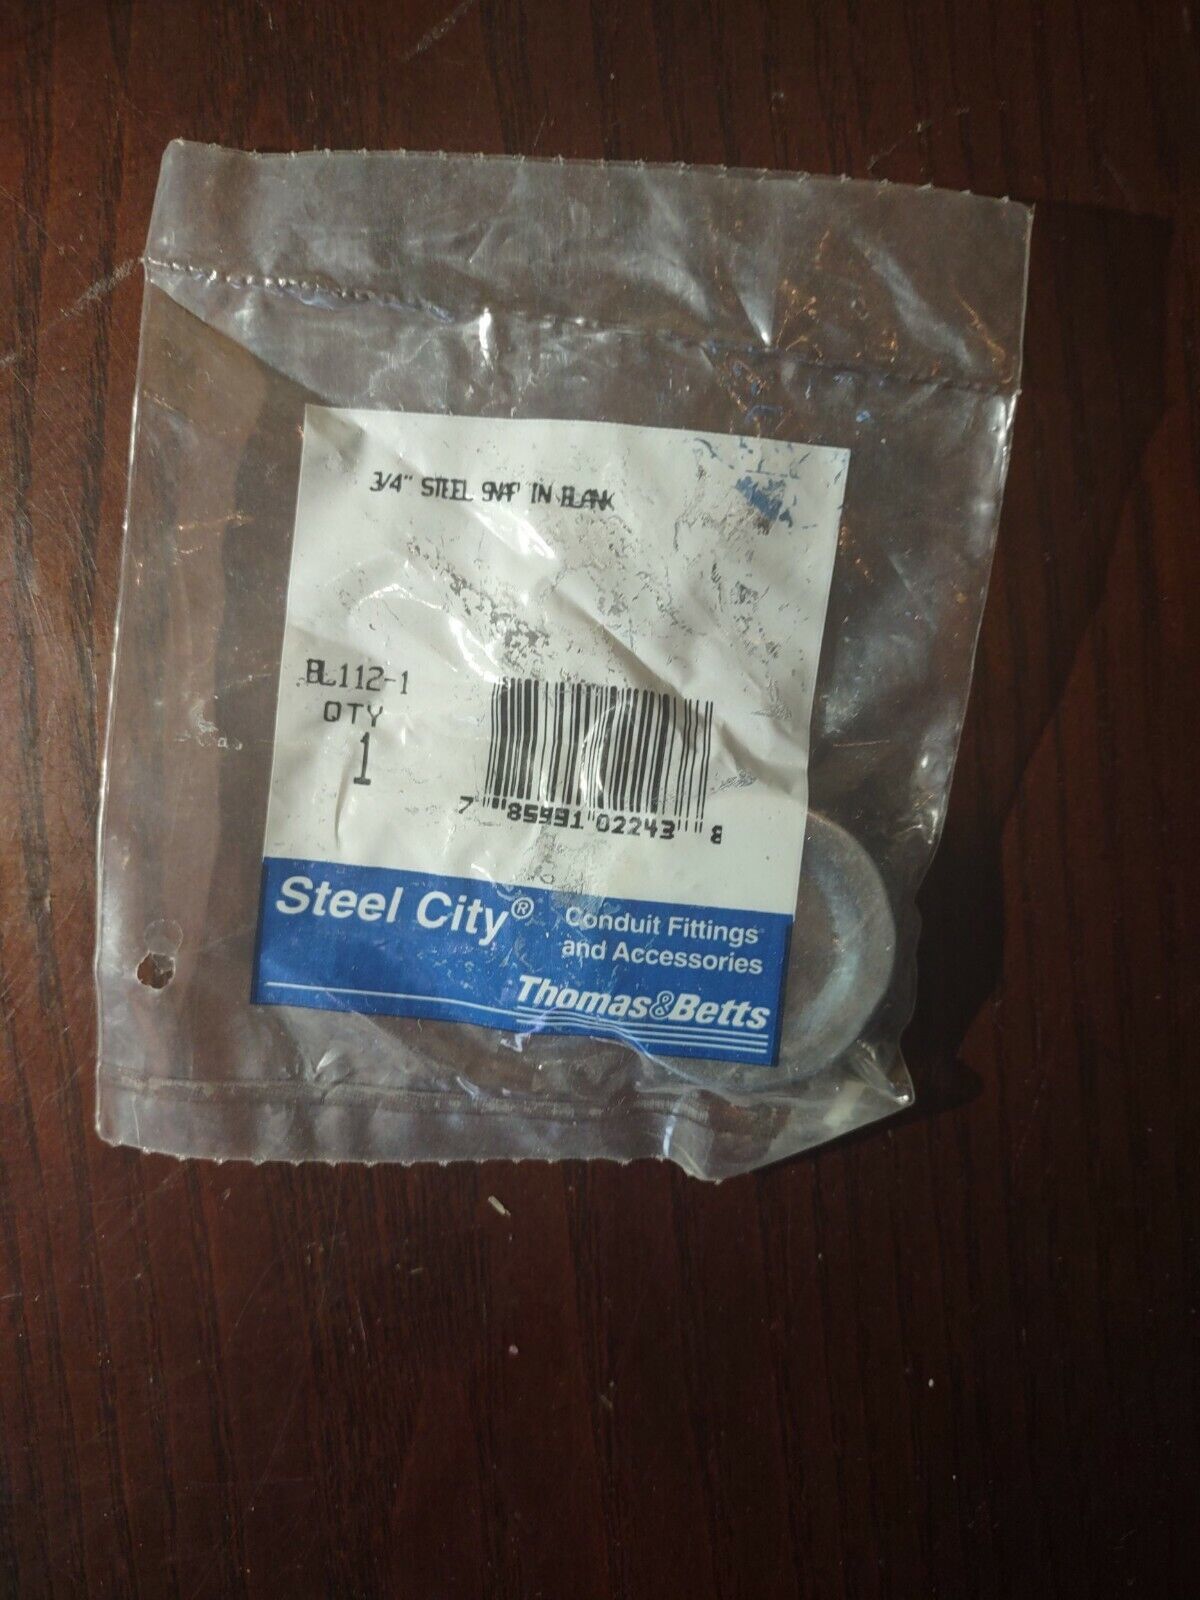 3/4" STEEL SNAP IN BLANK
BL112-1
QTY
1
7 85991 02243 8
Steel City® Conduit Fittings
and Accessories
Thomas&Betts